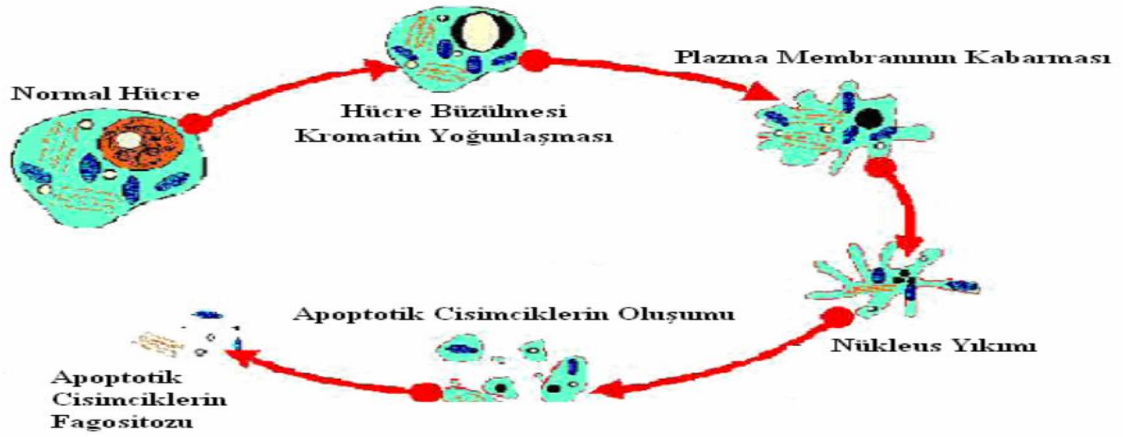 Normal Hücre
Hücre Büzülmesi
Kromatin Yoğunlaşması
Plazma Membranının Kabarması
Nükleus Yıkımı
Apoptotik Cisimciklerin Oluşumu
Apoptotik
Cisimciklerin
Fagositozu